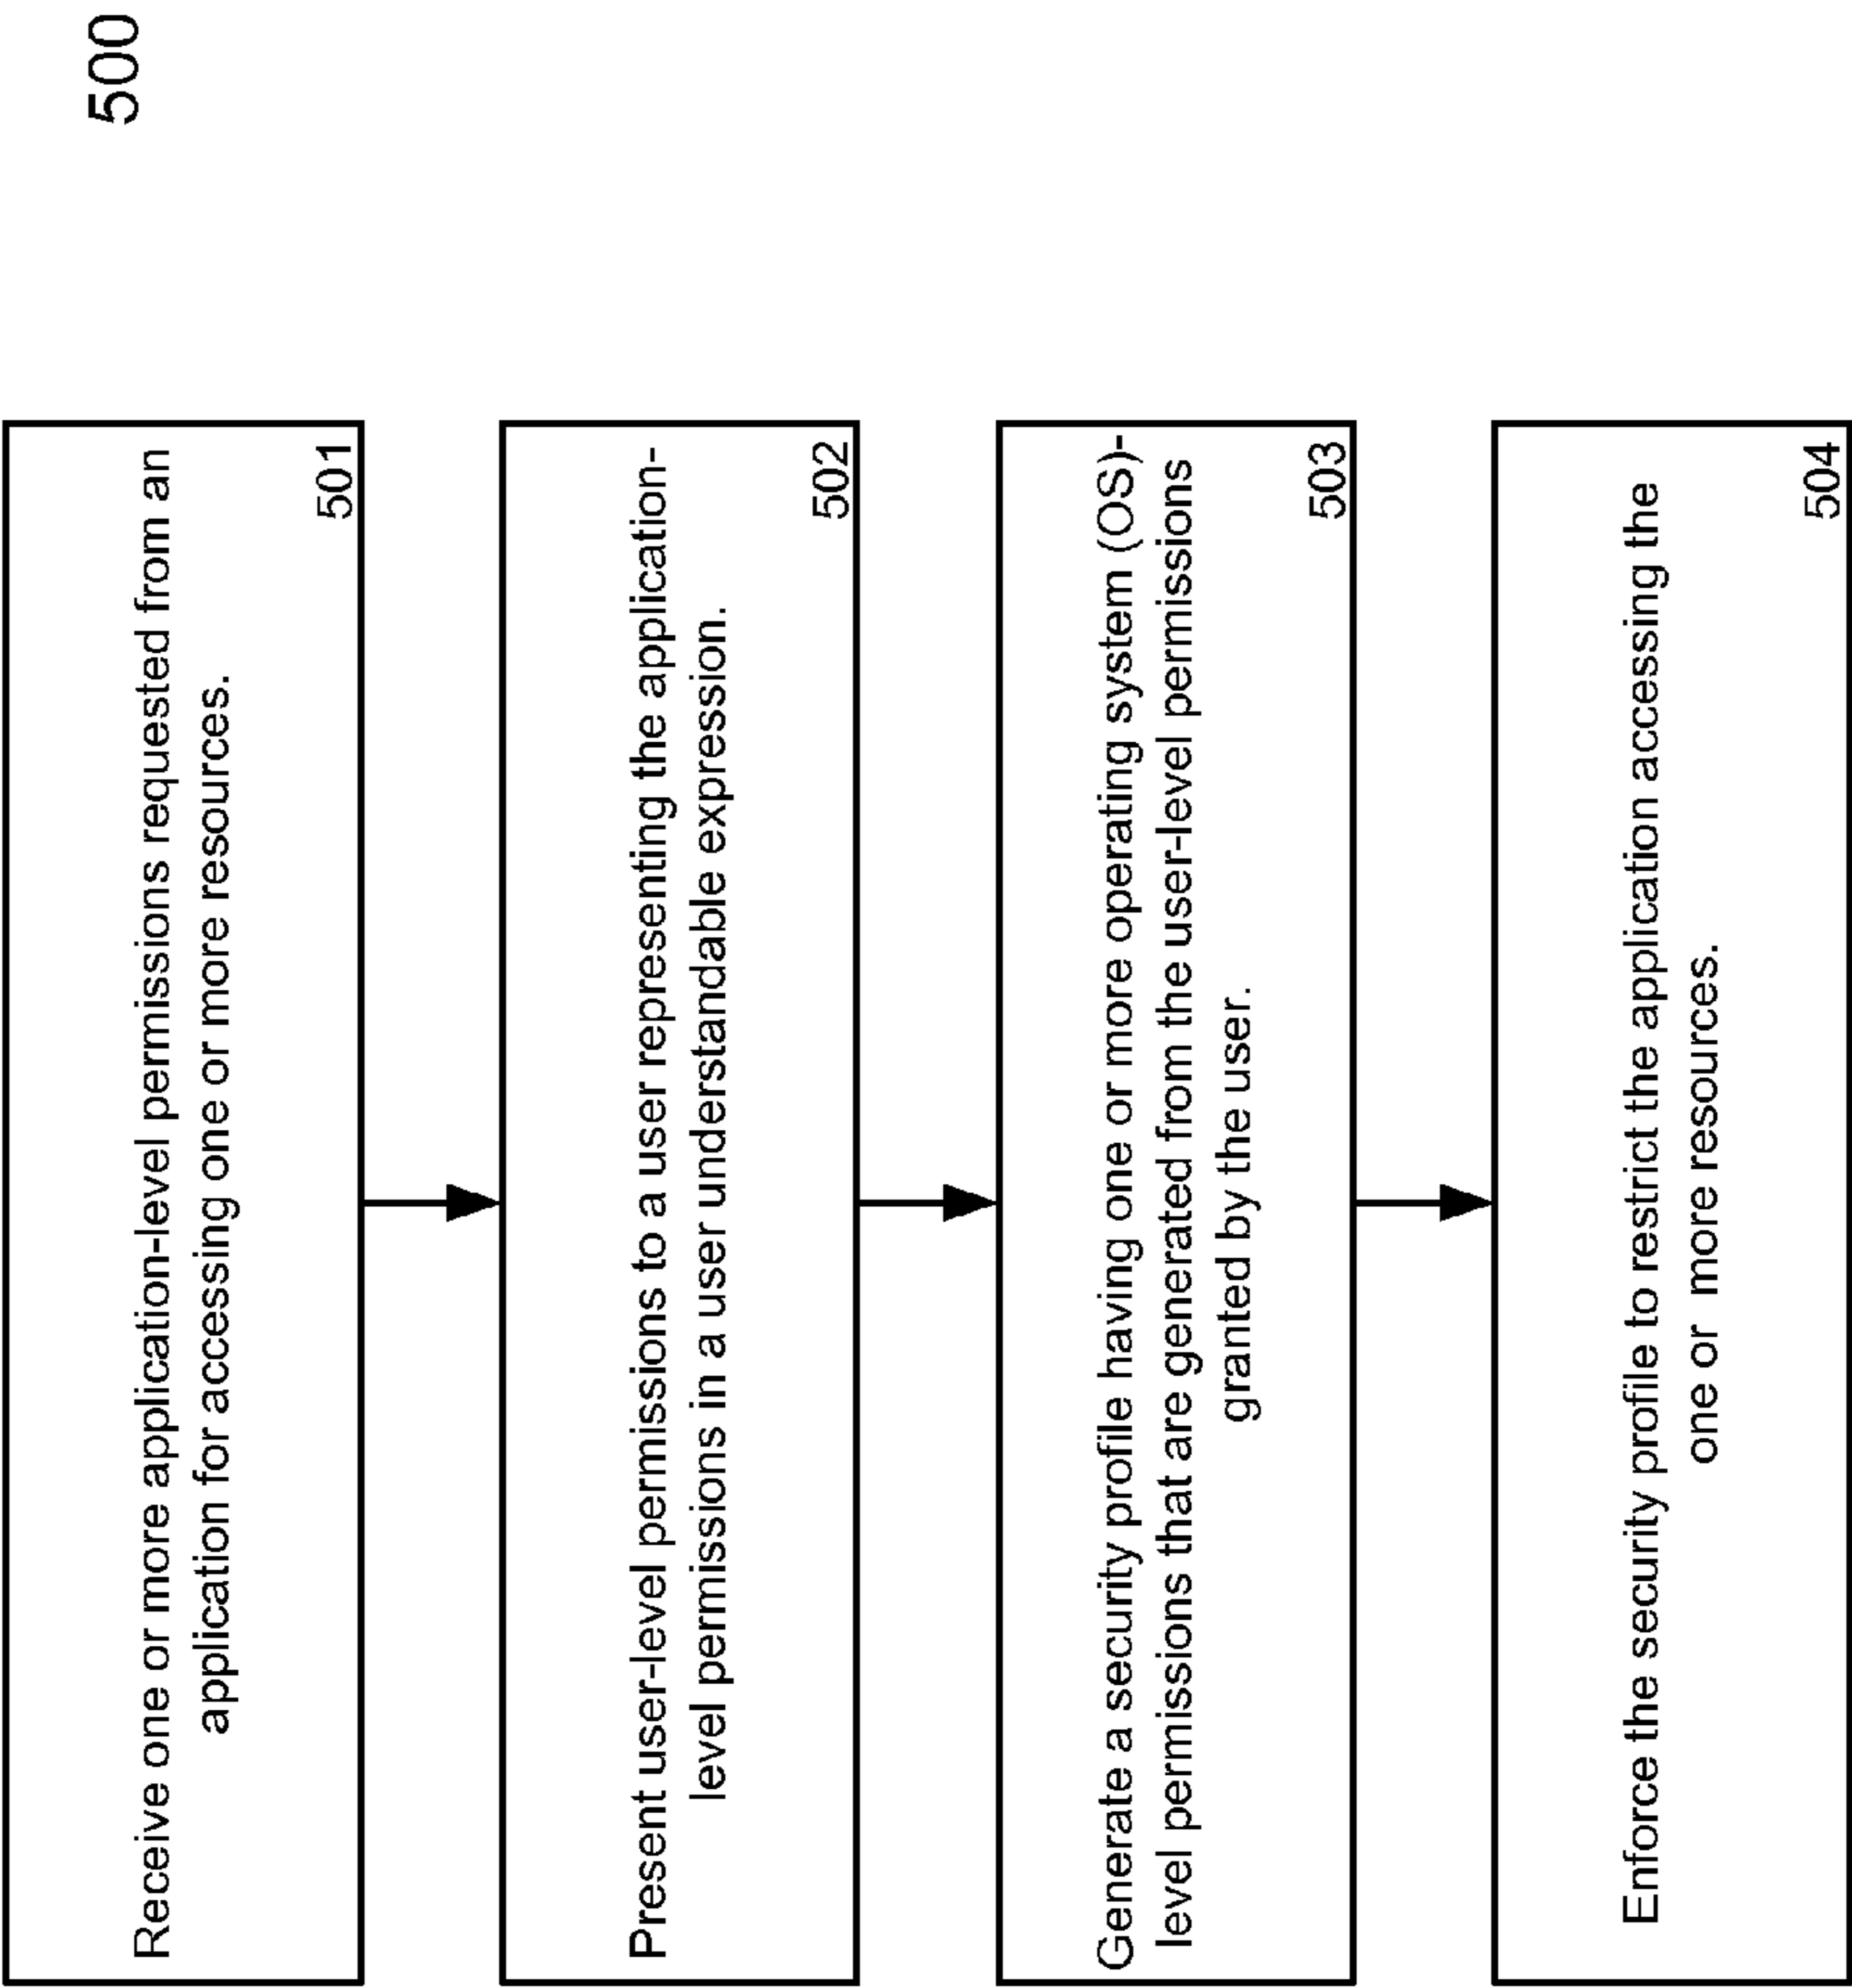 500
Receive one or more application-level permissions requested from an
application for accessing one or more resources.
501
Present user-level permissions to a user representing the application-
level permissions in a user understandable expression.
502
Generate a security profile having one or more operating system (OS)-
level permissions that are generated from the user-level permissions
granted by the user.
503
Enforce the security profile to restrict the application accessing the
one or more resources.
504